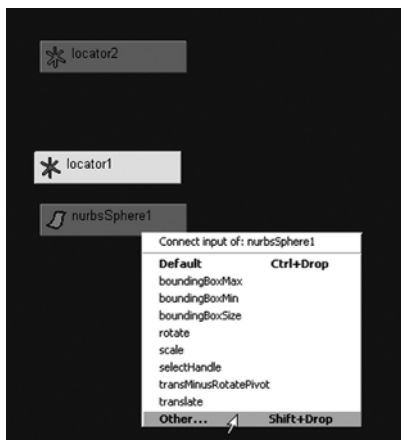 locator2
locator1
nurbsSphere1
Connect input of: nurbsSphere1
Default Ctrl+Drop
boundingBoxMax
boundingBoxMin
boundingBoxSize
rotate
scale
selectHandle
transMinusRotatePivot
translate
Other... Shift+Drop